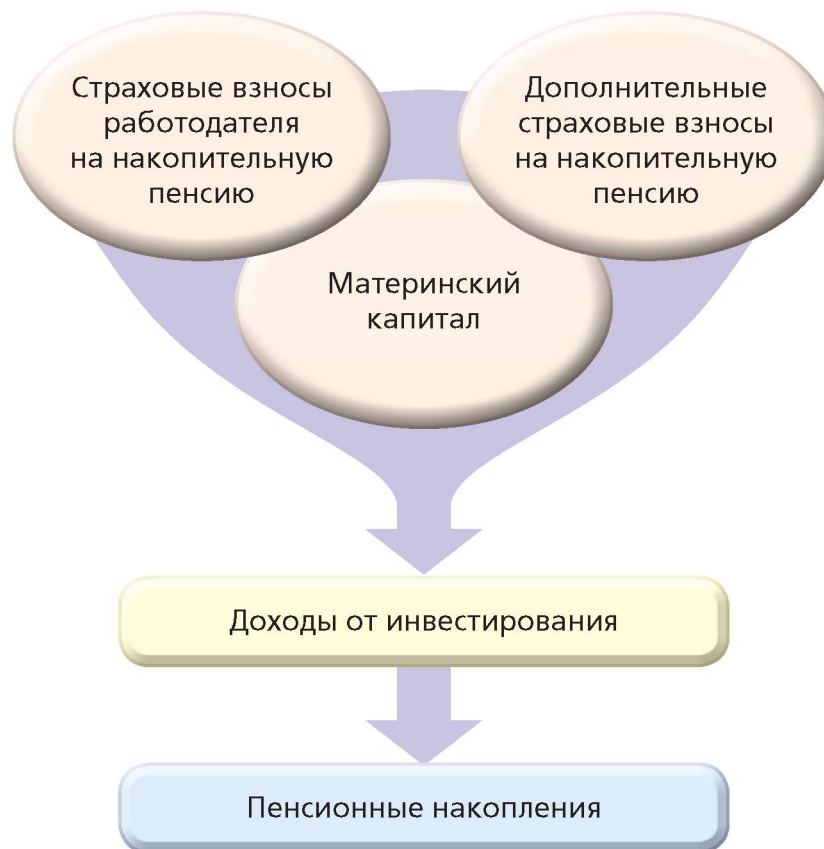 Страховые взносы
работодателя
на накопительную
пенсию
Дополнительные
страховые взносы
на накопительную
пенсию
Материнский
капитал
Доходы от инвестирования
Пенсионные накопления